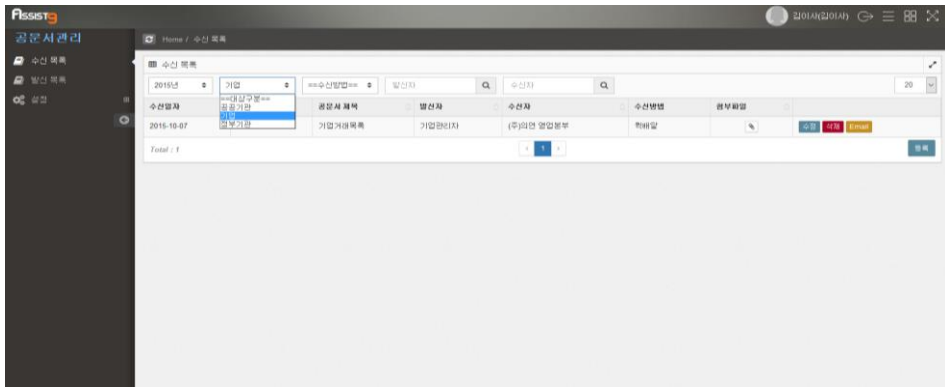 Assist9
김이사(김이사)
공문서관리
수신 목록
발신 목록
설정
Home / 수신 목록
수신 목록
2015년 기업 ==수신방법== 발신자 수신자 20
==대상구분==
공공기관
기업
정부기관
수신일자 공문서 제목 발신자 수신자 수신방법 첨부파일
2015-10-07 기업거래목록 기업관리자 (주)의연 영업본부 퀵배달 수정 삭제 Email
Total : 1 1 등록